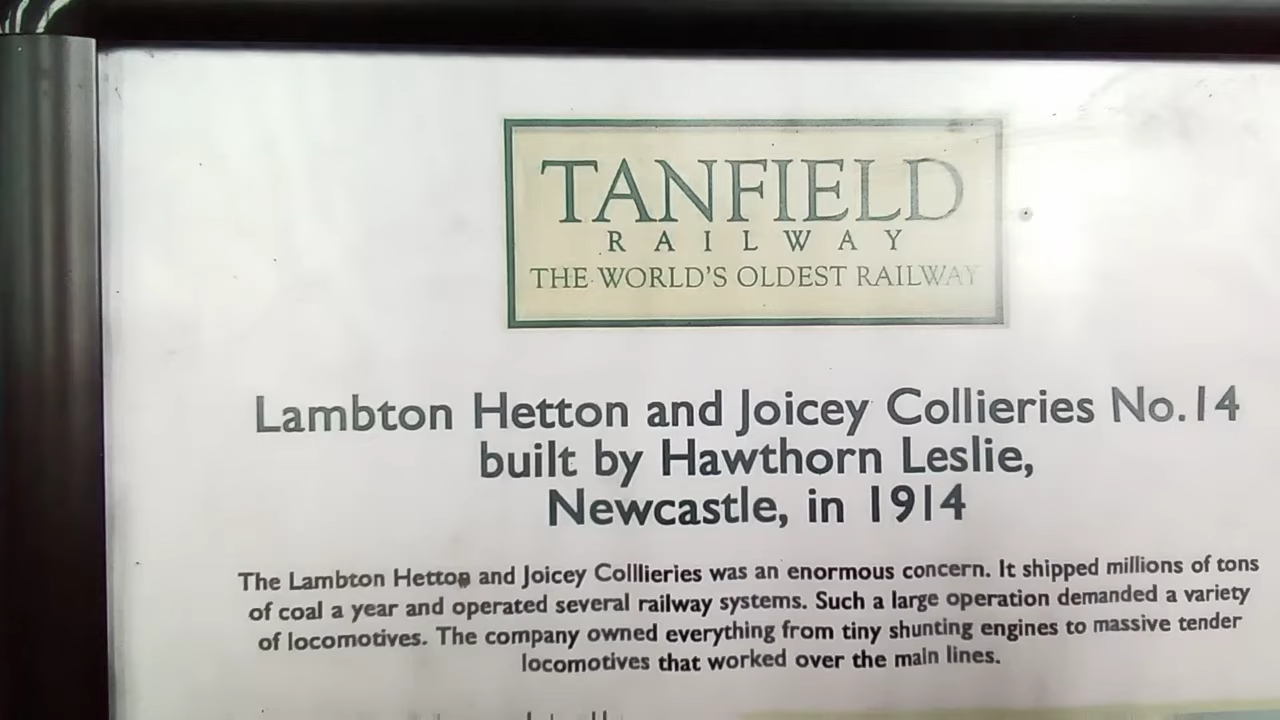 TANFIELD
RAILWAY
THE WORLD'S OLDEST RAILWAY
Lambton Hetton and Joicey Collieries No.14
built by Hawthorn Leslie,
Newcastle, in 1914
The Lambton Hetton and Joicey Colllieries was an enormous concern. It shipped millions of tons
of coal a year and operated several railway systems. Such a large operation demanded a variety
of locomotives. The company owned everything from tiny shunting engines to massive tender
locomotives that worked over the main lines.